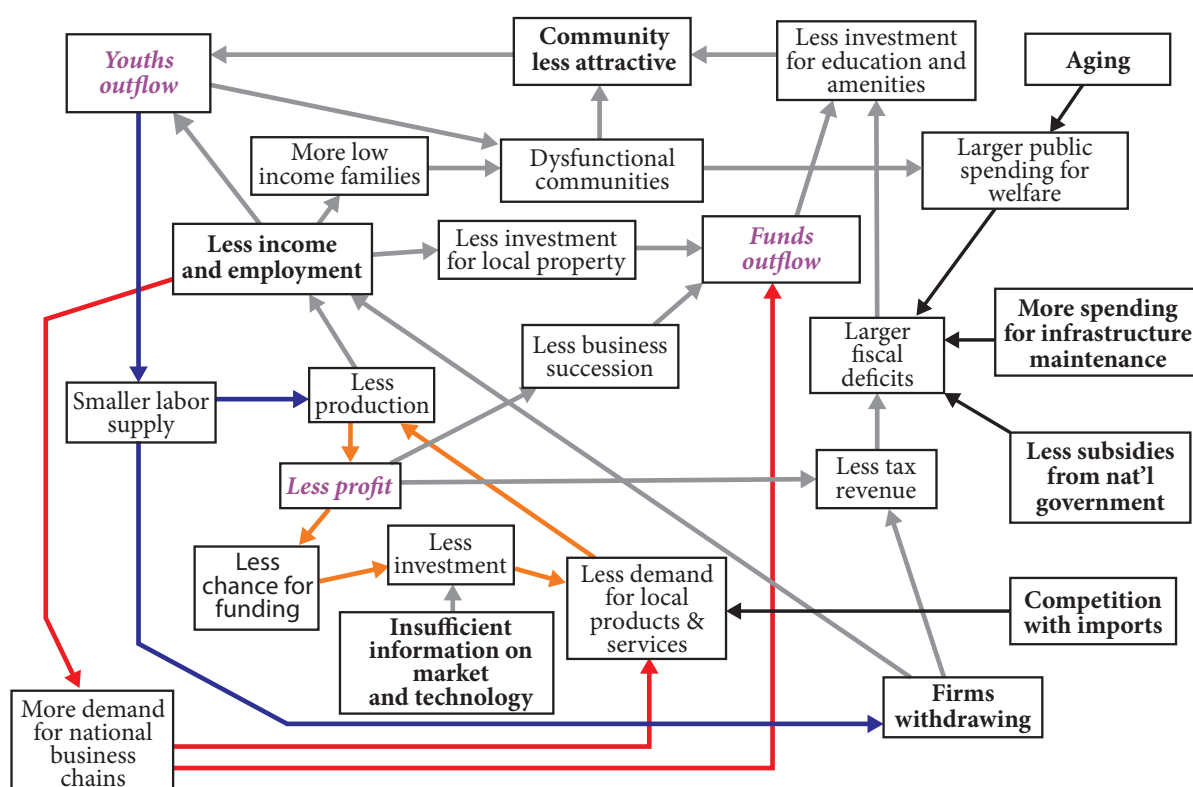 Youths
outflow
Community
less attractive
Less investment
for education and
amenities
Aging
More low
income families
Dysfunctional
communities
Larger public
spending for
welfare
Less income
and employment
Less investment
for local property
Funds
outflow
More spending
for infrastructure
maintenance
Less business
succession
Larger
fiscal
deficits
Smaller labor
supply
Less
production
Less profit
Less tax
revenue
Less subsidies
from nat'l
government
Less
chance for
funding
Less
investment
Less demand
for local
products &
services
Competition
with imports
Insufficient
information on
market
and technology
Firms
withdrawing
More demand
for national
business
chains